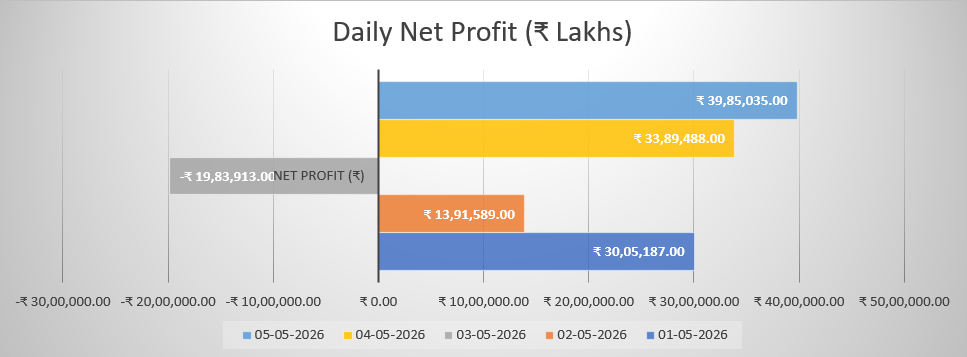 Daily Net Profit (₹ Lakhs)
₹ 39,85,035.00
₹ 33,89,488.00
-₹ 19,83,913.00 NET PROFIT (₹)
₹ 13,91,589.00
₹ 30,05,187.00
-₹ 30,00,000.00 -₹ 20,00,000.00 -₹ 10,00,000.00 ₹ 0.00 ₹ 10,00,000.00 ₹ 20,00,000.00 ₹ 30,00,000.00 ₹ 40,00,000.00 ₹ 50,00,000.00
05-05-2026 04-05-2026 03-05-2026 02-05-2026 01-05-2026